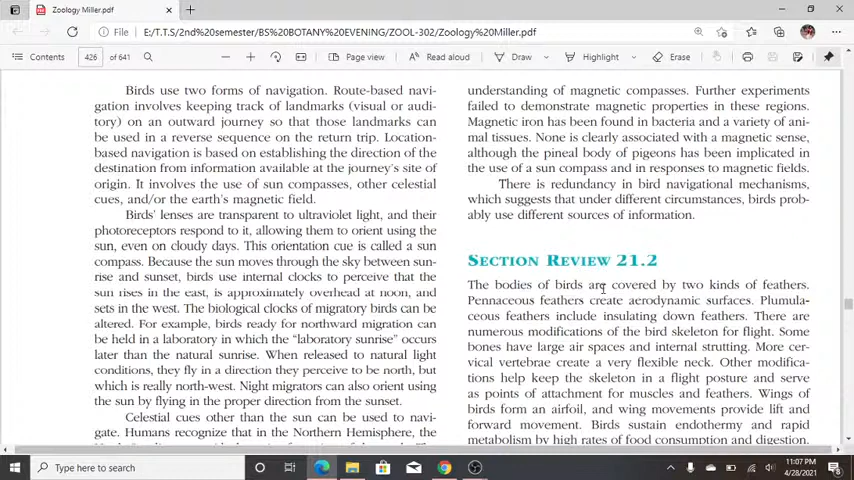 Zoology Miller.pdf
File
E:/T.T.S/2nd%20semester/BS%20BOTANY%20EVENING/ZOOL-302/Zoology%20Miller.pdf
Contents
426
of 641
Page view
Read aloud
Draw
Highlight
Erase
Birds use two forms of navigation. Route-based navi-
gation involves keeping track of landmarks (visual or audi-
tory) on an outward journey so that those landmarks can
be used in a reverse sequence on the return trip. Location-
based navigation is based on establishing the direction of the
destination from information available at the journey's site of
origin. It involves the use of sun compasses, other celestial
cues, and/or the earth's magnetic field.
Birds' lenses are transparent to ultraviolet light, and their
photoreceptors respond to it, allowing them to orient using the
sun, even on cloudy days. This orientation cue is called a sun
compass. Because the sun moves through the sky between sun-
rise and sunset, birds use internal clocks to perceive that the
sun rises in the east, is approximately overhead at noon, and
sets in the west. The biological clocks of migratory birds can be
altered. For example, birds ready for northward migration can
be held in a laboratory in which the "laboratory sunrise" occurs
later than the natural sunrise. When released to natural light
conditions, they fly in a direction they perceive to be north, but
which is really north-west. Night migrators can also orient using
the sun by flying in the proper direction from the sunset.
Celestial cues other than the sun can be used to navi-
gate. Humans recognize that in the Northern Hemisphere, the
understanding of magnetic compasses. Further experiments
failed to demonstrate magnetic properties in these regions.
Magnetic iron has been found in bacteria and a variety of ani-
mal tissues. None is clearly associated with a magnetic sense,
although the pineal body of pigeons has been implicated in
the use of a sun compass and in responses to magnetic fields.
There is redundancy in bird navigational mechanisms,
which suggests that under different circumstances, birds prob-
ably use different sources of information.
SECTION REVIEW 21.2
The bodies of birds are covered by two kinds of feathers.
Pennaceous feathers create aerodynamic surfaces. Plumula-
ceous feathers include insulating down feathers. There are
numerous modifications of the bird skeleton for flight. Some
bones have large air spaces and internal strutting. More cer-
vical vertebrae create a very flexible neck. Other modifica-
tions help keep the skeleton in a flight posture and serve
as points of attachment for muscles and feathers. Wings of
birds form an airfoil, and wing movements provide lift and
forward movement. Birds sustain endothermy and rapid
metabolism by high rates of food consumption and digestion.
Type here to search
11:07 PM
4/28/2021